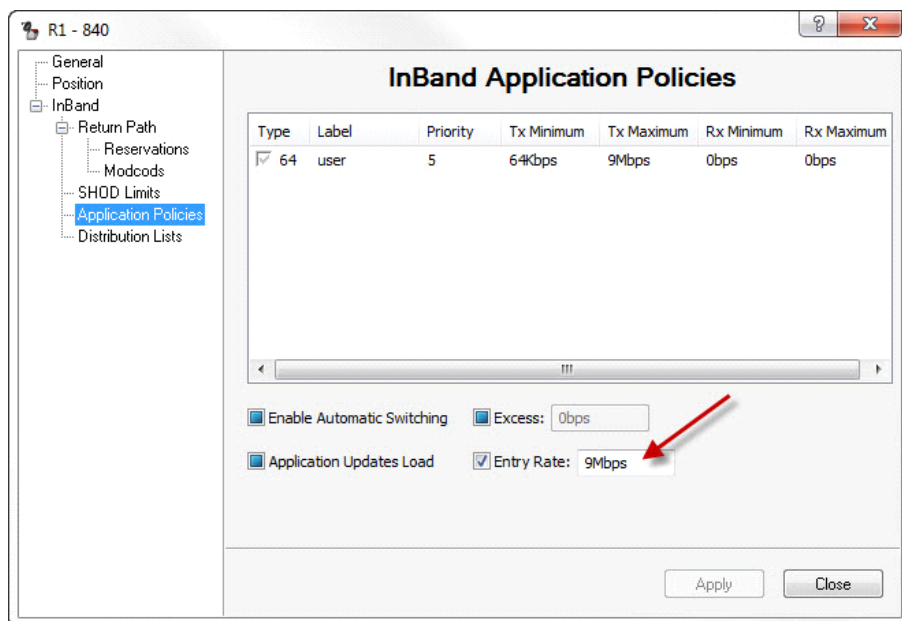 R1 - 840
General
Position
InBand
Return Path
Reservations
Modcods
SHOD Limits
Application Policies
Distribution Lists
InBand Application Policies
Type Label Priority Tx Minimum Tx Maximum Rx Minimum Rx Maximum
64 user 5 64Kbps 9Mbps 0bps 0bps
Enable Automatic Switching Excess: 0bps
Application Updates Load Entry Rate: 9Mbps
Apply Close